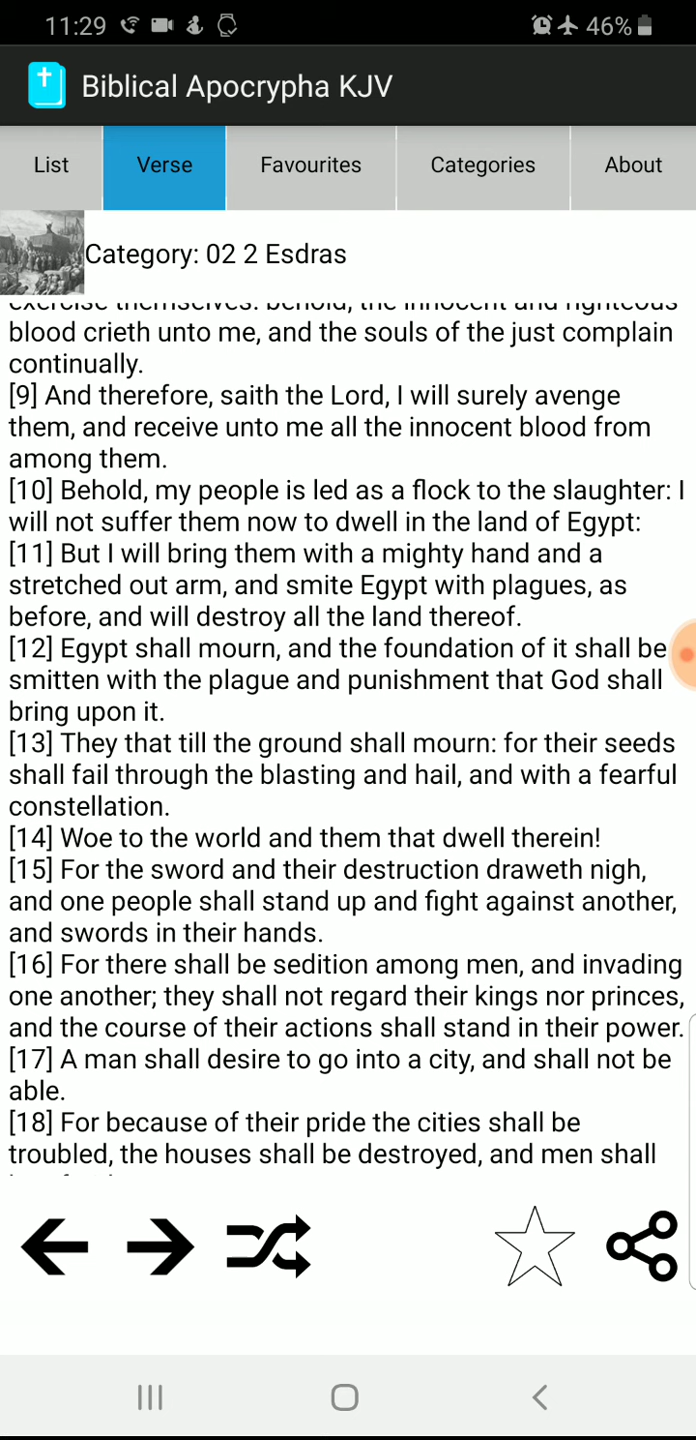 11:29 46%
Biblical Apocrypha KJV
List Verse Favourites Categories About
Category: 02 2 Esdras
exercise themselves: behold, the innocent and righteous
blood crieth unto me, and the souls of the just complain
continually.
[9] And therefore, saith the Lord, I will surely avenge
them, and receive unto me all the innocent blood from
among them.
[10] Behold, my people is led as a flock to the slaughter: I
will not suffer them now to dwell in the land of Egypt:
[11] But I will bring them with a mighty hand and a
stretched out arm, and smite Egypt with plagues, as
before, and will destroy all the land thereof.
[12] Egypt shall mourn, and the foundation of it shall be
smitten with the plague and punishment that God shall
bring upon it.
[13] They that till the ground shall mourn: for their seeds
shall fail through the blasting and hail, and with a fearful
constellation.
[14] Woe to the world and them that dwell therein!
[15] For the sword and their destruction draweth nigh,
and one people shall stand up and fight against another,
and swords in their hands.
[16] For there shall be sedition among men, and invading
one another; they shall not regard their kings nor princes,
and the course of their actions shall stand in their power.
[17] A man shall desire to go into a city, and shall not be
able.
[18] For because of their pride the cities shall be
troubled, the houses shall be destroyed, and men shall